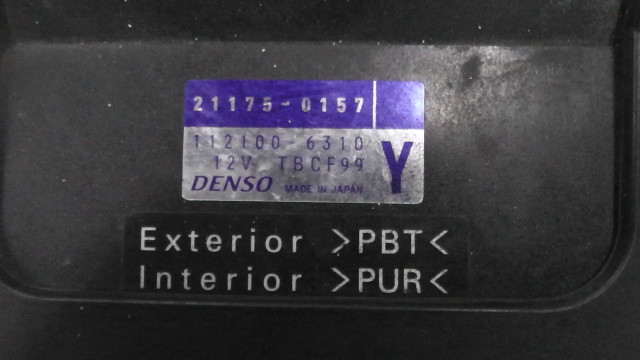 21175-0157
112100-6310
12V TBCF99
Y
DENSO MADE IN JAPAN
Exterior >PBT<
Interior >PUR<